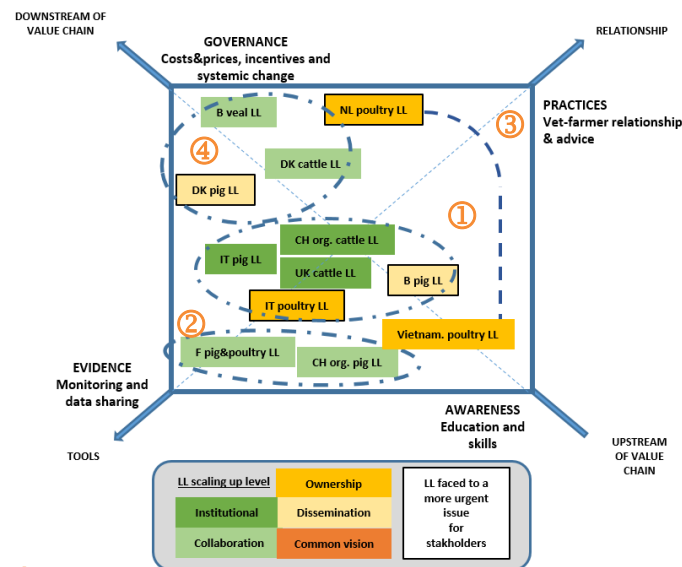 DOWNSTREAM OF
VALUE CHAIN
RELATIONSHIP
GOVERNANCE
Costs&prices, incentives and
systemic change
PRACTICES
Vet-farmer relationship
& advice
B veal LL
NL poultry LL
③
④
DK cattle LL
DK pig LL
①
CH org. cattle LL
IT pig LL
UK cattle LL
B pig LL
IT poultry LL
②
Vietnam. poultry LL
F pig&poultry LL
CH org. pig LL
EVIDENCE
Monitoring and
data sharing
AWARENESS
Education and
skills
TOOLS
UPSTREAM
OF VALUE
CHAIN
LL scaling up level
Ownership
Institutional
Dissemination
Collaboration
Common vision
LL faced to a
more urgent
issue
for
stakholders